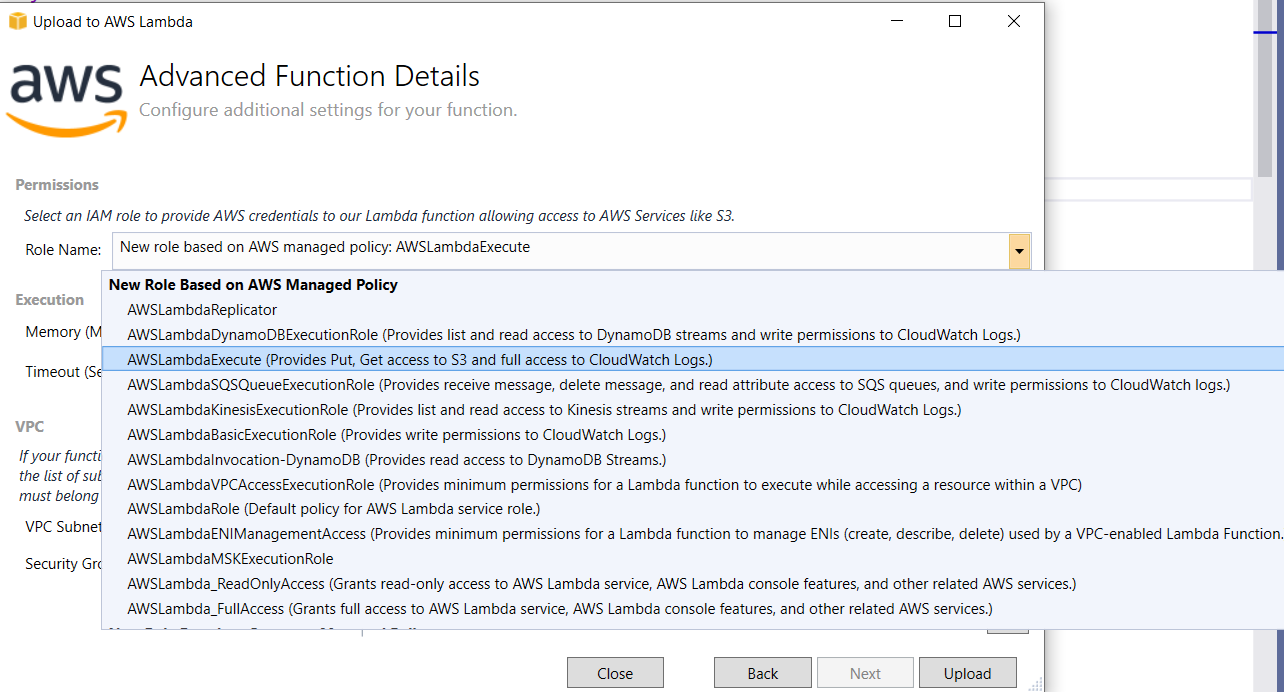 Upload to AWS Lambda
aws
Advanced Function Details
Configure additional settings for your function.
Permissions
Select an IAM role to provide AWS credentials to our Lambda function allowing access to AWS Services like S3.
Role Name: New role based on AWS managed policy: AWSLambdaExecute
New Role Based on AWS Managed Policy
AWSLambdaReplicator
Execution
Memory (M
AWSLambdaDynamoDBExecutionRole (Provides list and read access to DynamoDB streams and write permissions to CloudWatch Logs.)
AWSLambdaExecute (Provides Put, Get access to S3 and full access to CloudWatch Logs.)
Timeout (Se
AWSLambdaSQSQueueExecutionRole (Provides receive message, delete message, and read attribute access to SQS queues, and write permissions to CloudWatch logs.)
AWSLambdaKinesisExecutionRole (Provides list and read access to Kinesis streams and write permissions to CloudWatch Logs.)
VPC
AWSLambdaBasicExecutionRole (Provides write permissions to CloudWatch Logs.)
If your functi
AWSLambdaInvocation-DynamoDB (Provides read access to DynamoDB Streams.)
the list of sub
AWSLambdaVPCAccessExecutionRole (Provides minimum permissions for a Lambda function to execute while accessing a resource within a VPC)
must belong
AWSLambdaRole (Default policy for AWS Lambda service role.)
VPC Subnet
AWSLambdaENIManagementAccess (Provides minimum permissions for a Lambda function to manage ENIs (create, describe, delete) used by a VPC-enabled Lambda Function.
Security Gro
AWSLambdaMSKExecutionRole
AWSLambda_ReadOnlyAccess (Grants read-only access to AWS Lambda service, AWS Lambda console features, and other related AWS services.)
AWSLambda_FullAccess (Grants full access to AWS Lambda service, AWS Lambda console features, and other related AWS services.)
Close Back Next Upload